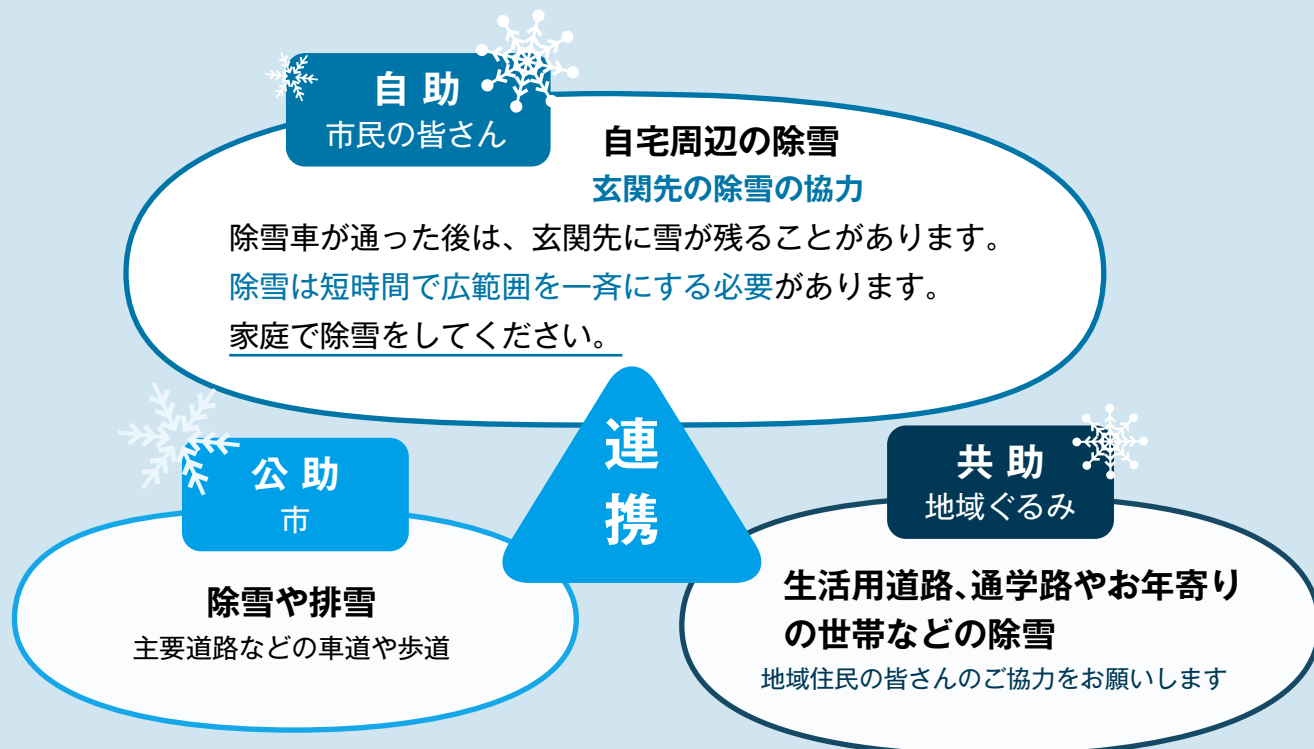 自助
市民の皆さん
自宅周辺の除雪
玄関先の除雪の協力
除雪車が通った後は、玄関先に雪が残ることがあります。
除雪は短時間で広範囲を一斉にする必要があります。
家庭で除雪をしてください。
連
携
公助
市
除雪や排雪
主要道路などの車道や歩道
共助
地域ぐるみ
生活用道路、通学路やお年寄り
の世帯などの除雪
地域住民の皆さんのご協力をお願いします